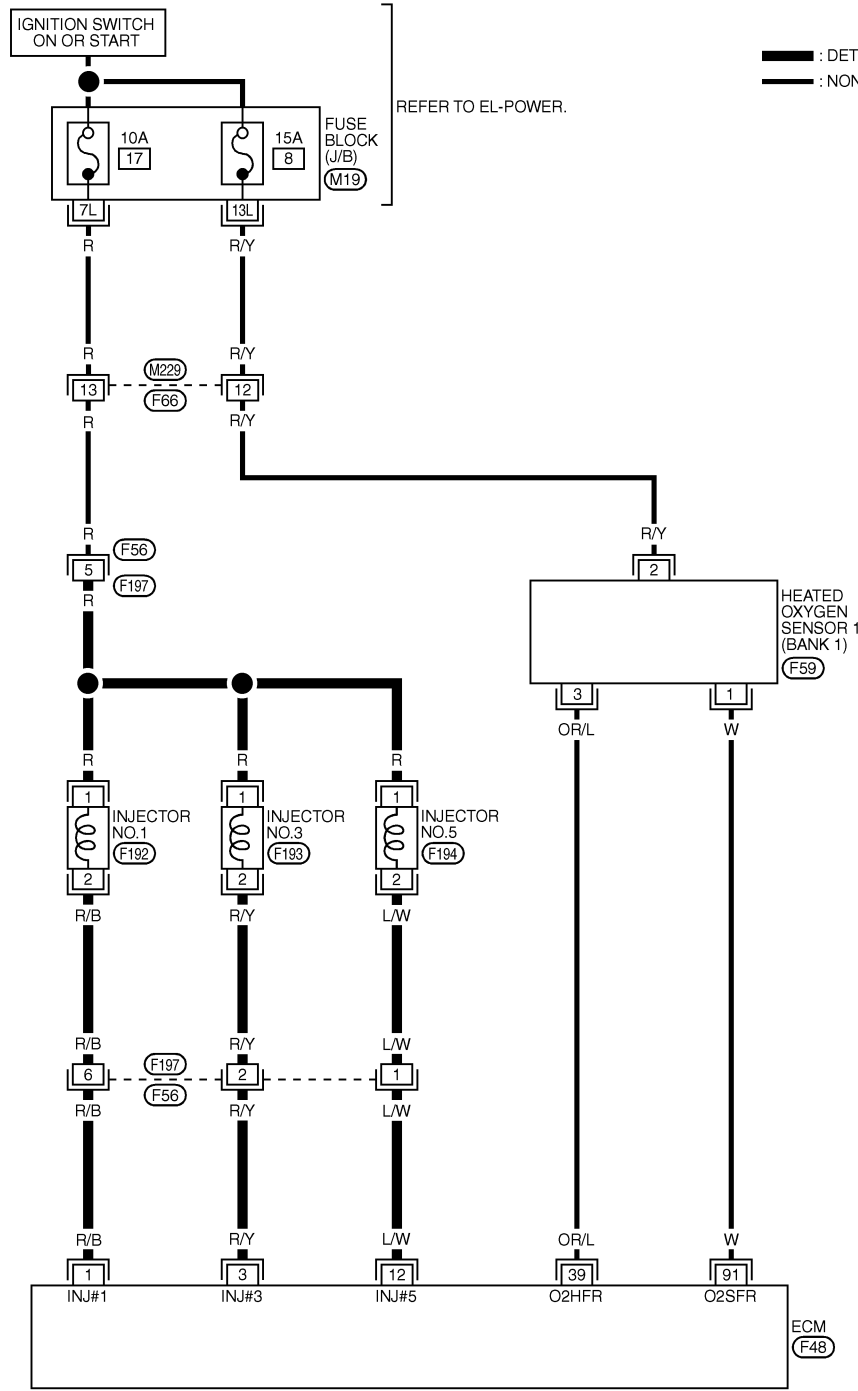 IGNITION SWITCH
ON OR START
: DET
: NON
REFER TO EL-POWER.
10A
17
15A
8
FUSE
BLOCK
(J/B)
M19
7L
13L
R
R/Y
R
R/Y
M229
13
12
F66
R
R/Y
R
R/Y
F56
5
2
F197
R
HEATED
OXYGEN
SENSOR 1
(BANK 1)
F59
3
1
OR/L
W
R
R
R
1
1
1
INJECTOR
NO.1
F192
INJECTOR
NO.3
F193
INJECTOR
NO.5
F194
2
2
2
R/B
R/Y
L/W
R/B
R/Y
L/W
F197
6
2
1
F56
R/B
R/Y
L/W
R/B
R/Y
L/W
OR/L
W
1
3
12
39
91
INJ#1
INJ#3
INJ#5
O2HFR
O2SFR
ECM
F48